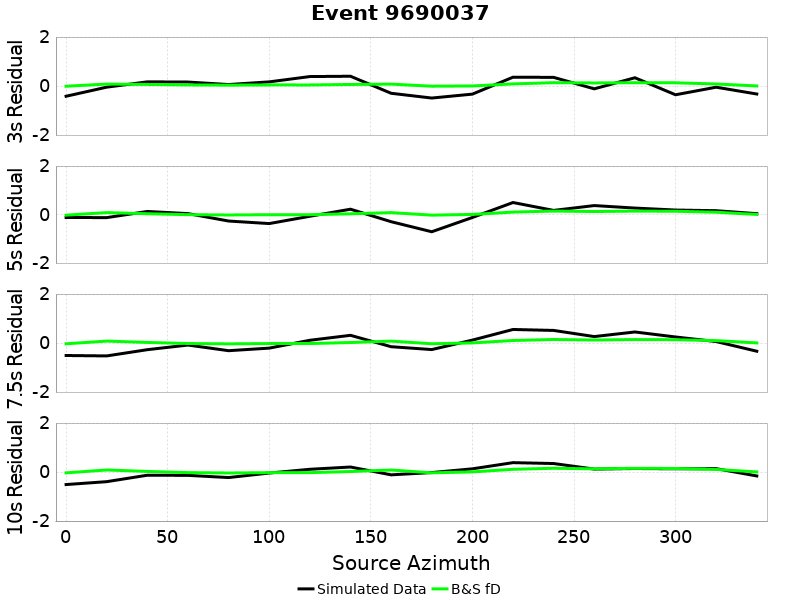 Event 9690037
3s Residual
2
0
-2
5s Residual
2
0
-2
7.5s Residual
2
0
-2
10s Residual
2
0
-2
0 50 100 150 200 250 300
Source Azimuth
Simulated Data B&S fD